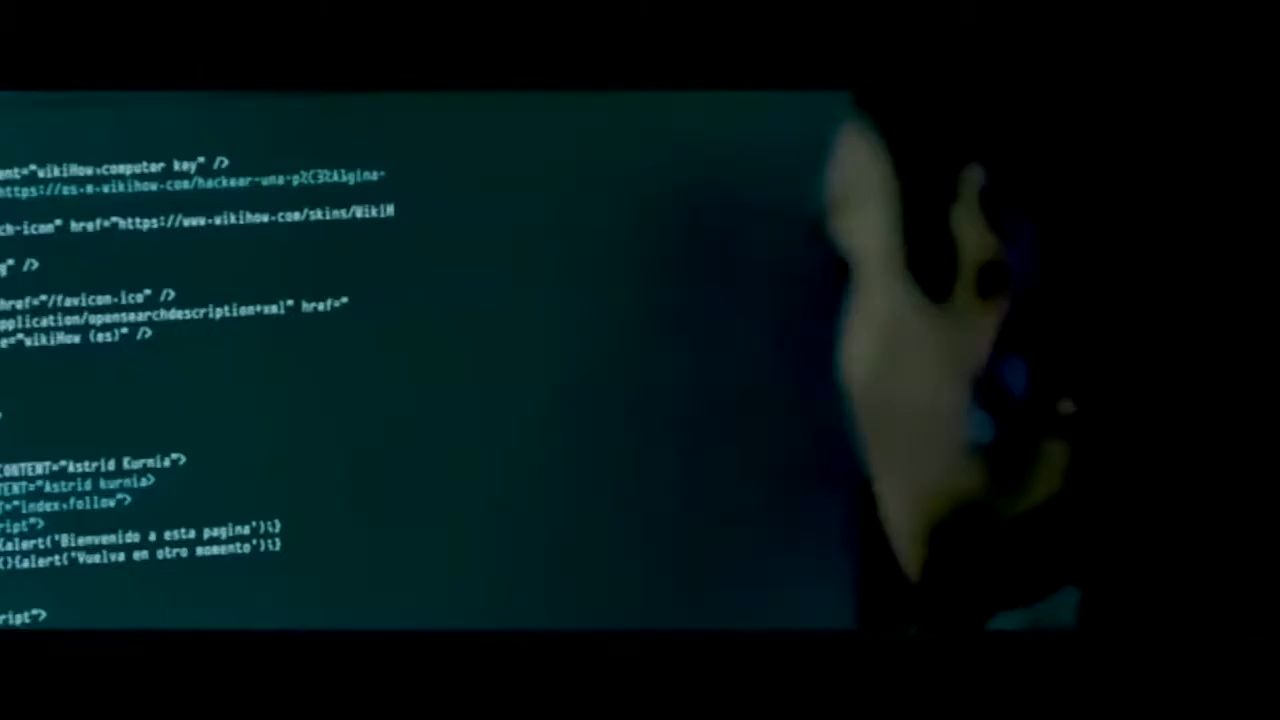 ent="wikiHow,computer key" />
https://es.m.wikihow.com/hackear-una-p%C3%A1gina-
ch-icon" href="https://www.wikihow.com/skins/WikiH
g" />
href="/favicon.ico" />
pplication/opensearchdescription+xml" href="
e="wikiHow (es)" />
>
CONTENT="Astrid Kurnia">
TENT="Astrid kurnia>
T="index,follow">
ript">
{alert('Bienvenido a esta pagina');}
(){alert('Vuelva en otro momento');}
ript">